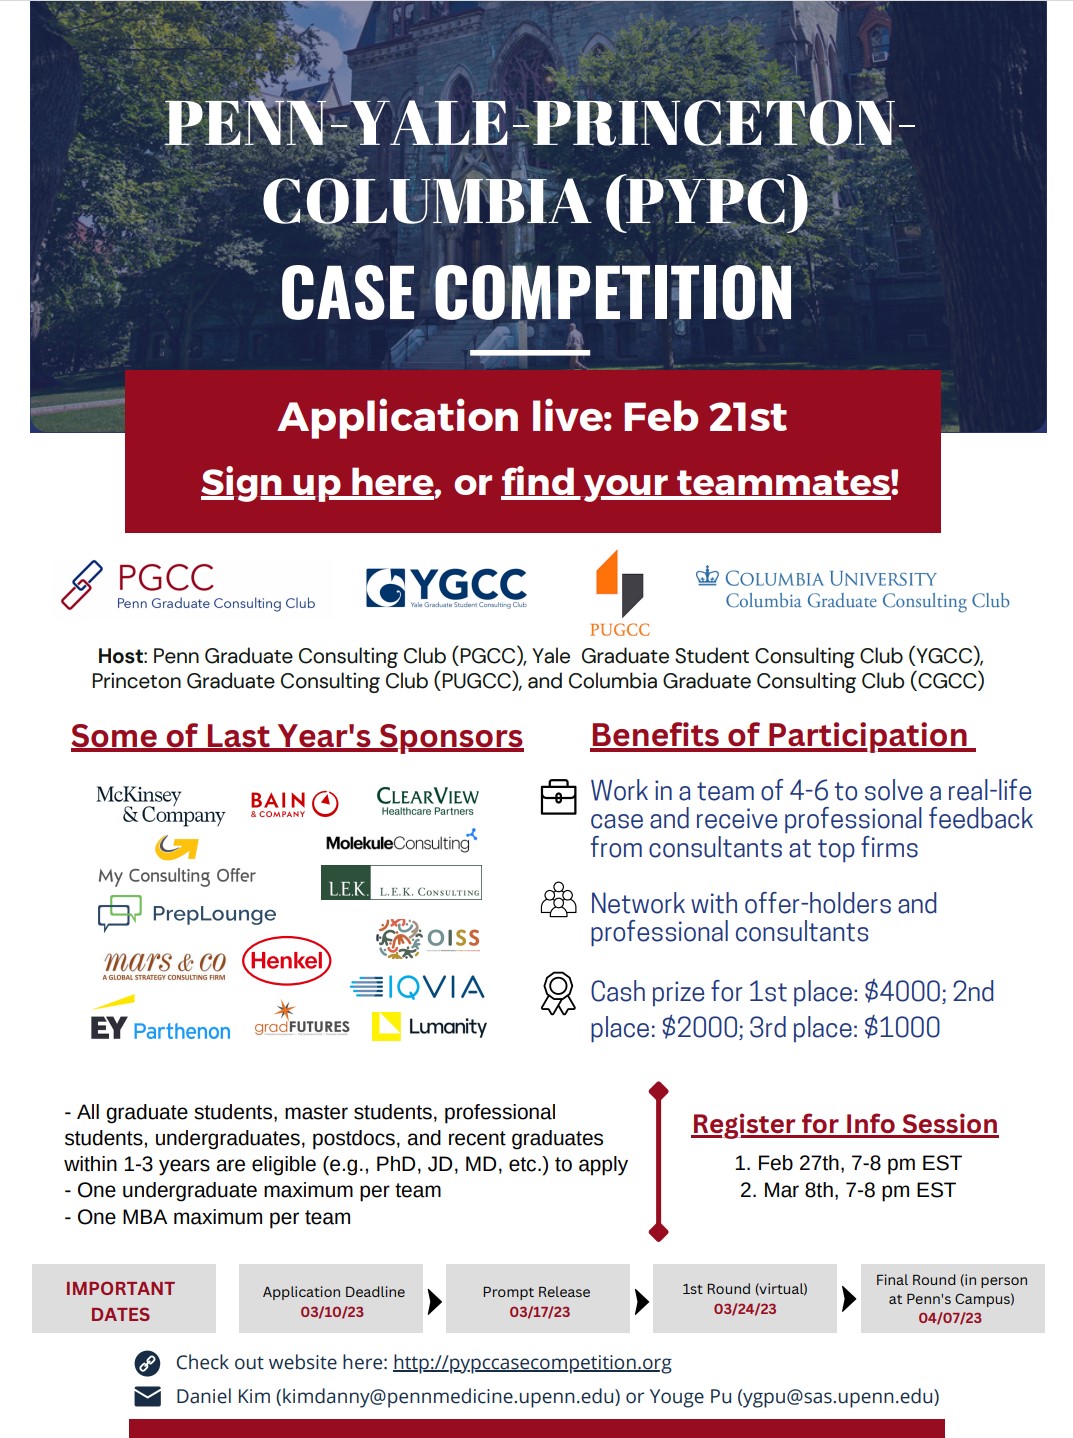 PENN-YALE-PRINCETON-
COLUMBIA (PYPC)
CASE COMPETITION
Application live: Feb 21st
Sign up here, or find your teammates!
PGCC
Penn Graduate Consulting Club
YGCC
Yale Graduate Student Consulting Club
PUGCC
COLUMBIA UNIVERSITY
Columbia Graduate Consulting Club
Host: Penn Graduate Consulting Club (PGCC), Yale Graduate Student Consulting Club (YGCC),
Princeton Graduate Consulting Club (PUGCC), and Columbia Graduate Consulting Club (CGCC)
Some of Last Year's Sponsors
McKinsey
& Company
BAIN
& COMPANY
CLEARVIEW
Healthcare Partners
My Consulting Offer
MoleculeConsulting
L.E.K. L.E.K. CONSULTING
PrepLounge
OISS
mars & co
A GLOBAL STRATEGY CONSULTING FIRM
Henkel
IQVIA
EY Parthenon
gradFUTURES
Lumanity
Benefits of Participation
Work in a team of 4-6 to solve a real-life
case and receive professional feedback
from consultants at top firms
Network with offer-holders and
professional consultants
Cash prize for 1st place: $4000; 2nd
place: $2000; 3rd place: $1000
- All graduate students, master students, professional
students, undergraduates, postdocs, and recent graduates
within 1-3 years are eligible (e.g., PhD, JD, MD, etc.) to apply
- One undergraduate maximum per team
- One MBA maximum per team
Register for Info Session
1. Feb 27th, 7-8 pm EST
2. Mar 8th, 7-8 pm EST
IMPORTANT
DATES
Application Deadline
03/10/23
Prompt Release
03/17/23
1st Round (virtual)
03/24/23
Final Round (in person
at Penn's Campus)
04/07/23
Check out website here: http://pypccasecompetition.org
Daniel Kim (kimdanny@pennmedicine.upenn.edu) or Youge Pu (ygpu@sas.upenn.edu)